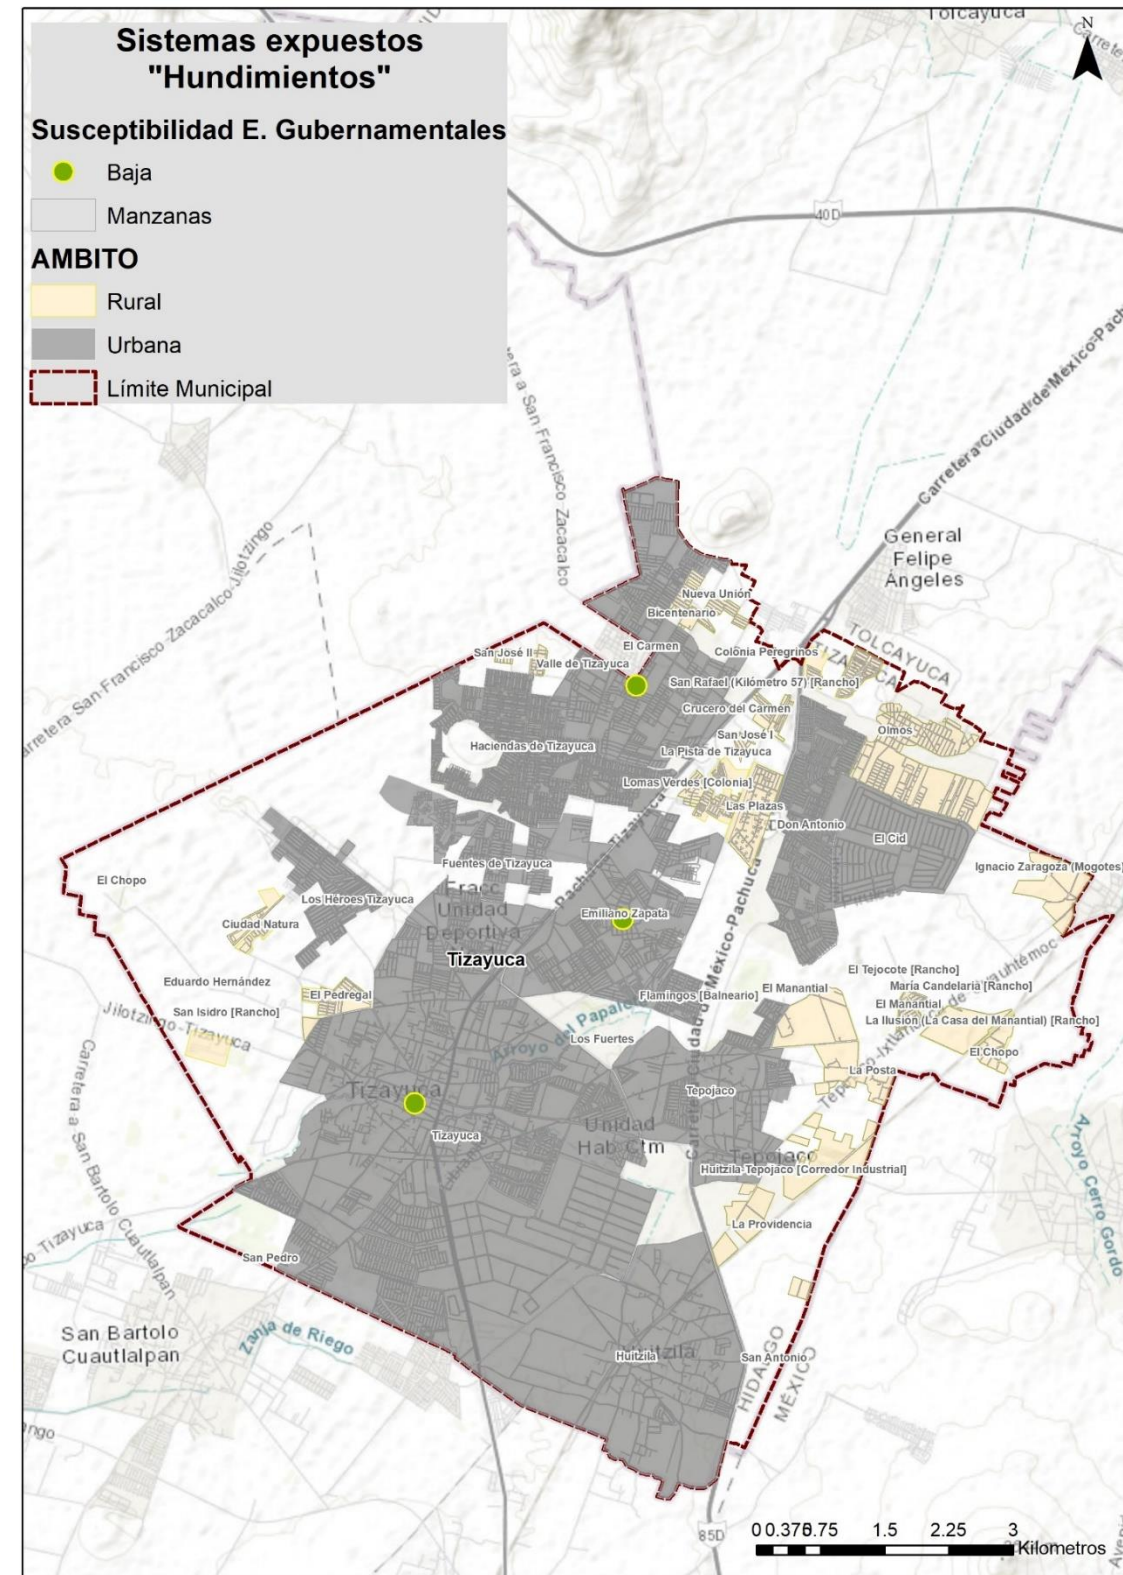 Sistemas expuestos
"Hundimientos"
Susceptibilidad E. Gubernamentales
Baja
Manzanas
AMBITO
Rural
Urbana
Límite Municipal
Tolcayuca
N
40D
Carretera Ciudad de México-Pach
San Francisco-Zacacalco
Carretera San Francisco-Zacacalco-Jilotzingo
General
Felipe
Ángeles
TOLCAYUCA
Nueva Unión
Bicentenario
El Carmen
Colonia Peregrinos
San José II
Valle de Tizayuca
San Rafael (Kilómetro 57) [Rancho]
Crucero del Carmen
Olmos
San José I
Haciendas de Tizayuca
La Pista de Tizayuca
Lomas Verdes [Colonia]
Las Plazas
Don Antonio
El Cid
Pachuca-Tizayuca
Fuentes de Tizayuca
Ignacio Zaragoza (Mogotes)
El Chopo
Los Héroes Tizayuca
Fracc
Unidad
Deportiva
Ciudad Natura
Emiliano Zapata
Tizayuca
Carretera Ciudad de México-Pachuca
El Tejocote [Rancho]
María Candelaria [Rancho]
Eduardo Hernández
El Pedregal
Flamingos [Balneario]
El Manantial
El Manantial
San Isidro [Rancho]
La Ilusión (La Casa del Manantial) [Rancho]
Jilotzingo-Tizayuca
Los Fuertes
Arroyo del Papalo
El Chopo
La Posta
Tizayuca
Tepojaco
Tizayuca
Unidad
Hab Ctm
Tepojaco
Huitzila-Tepojaco [Corredor Industrial]
Carretera a San Bartolo Cuautlalpan
Arroyo Cerro Gordo
La Providencia
San Pedro
San Bartolo
Cuautlalpan
Zanja de Riego
Huitzila
Huitzila
San Antonio
HIDALGO
MÉXICO
85D
0 0.375 0.75 1.5 2.25 3
Kilometros